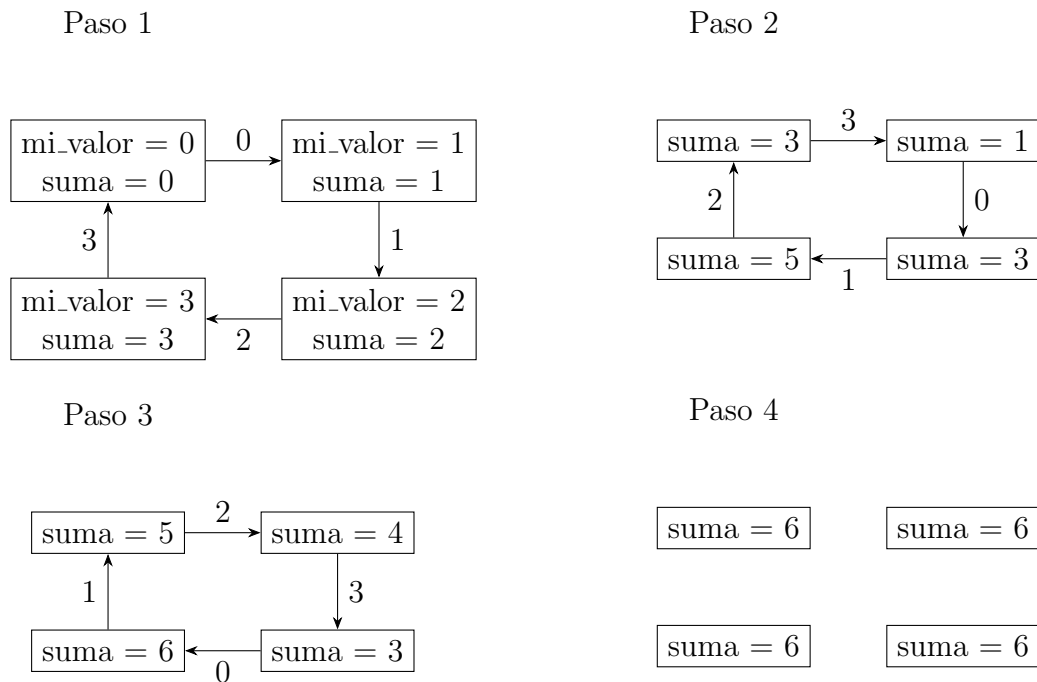 Paso 1
mi_valor = 0
suma = 0
0
mi_valor = 1
suma = 1
3
1
mi_valor = 3
suma = 3
2
mi_valor = 2
suma = 2
Paso 2
suma = 3
3
suma = 1
2
0
suma = 5
1
suma = 3
Paso 3
suma = 5
2
suma = 4
1
3
suma = 6
0
suma = 3
Paso 4
suma = 6
suma = 6
suma = 6
suma = 6